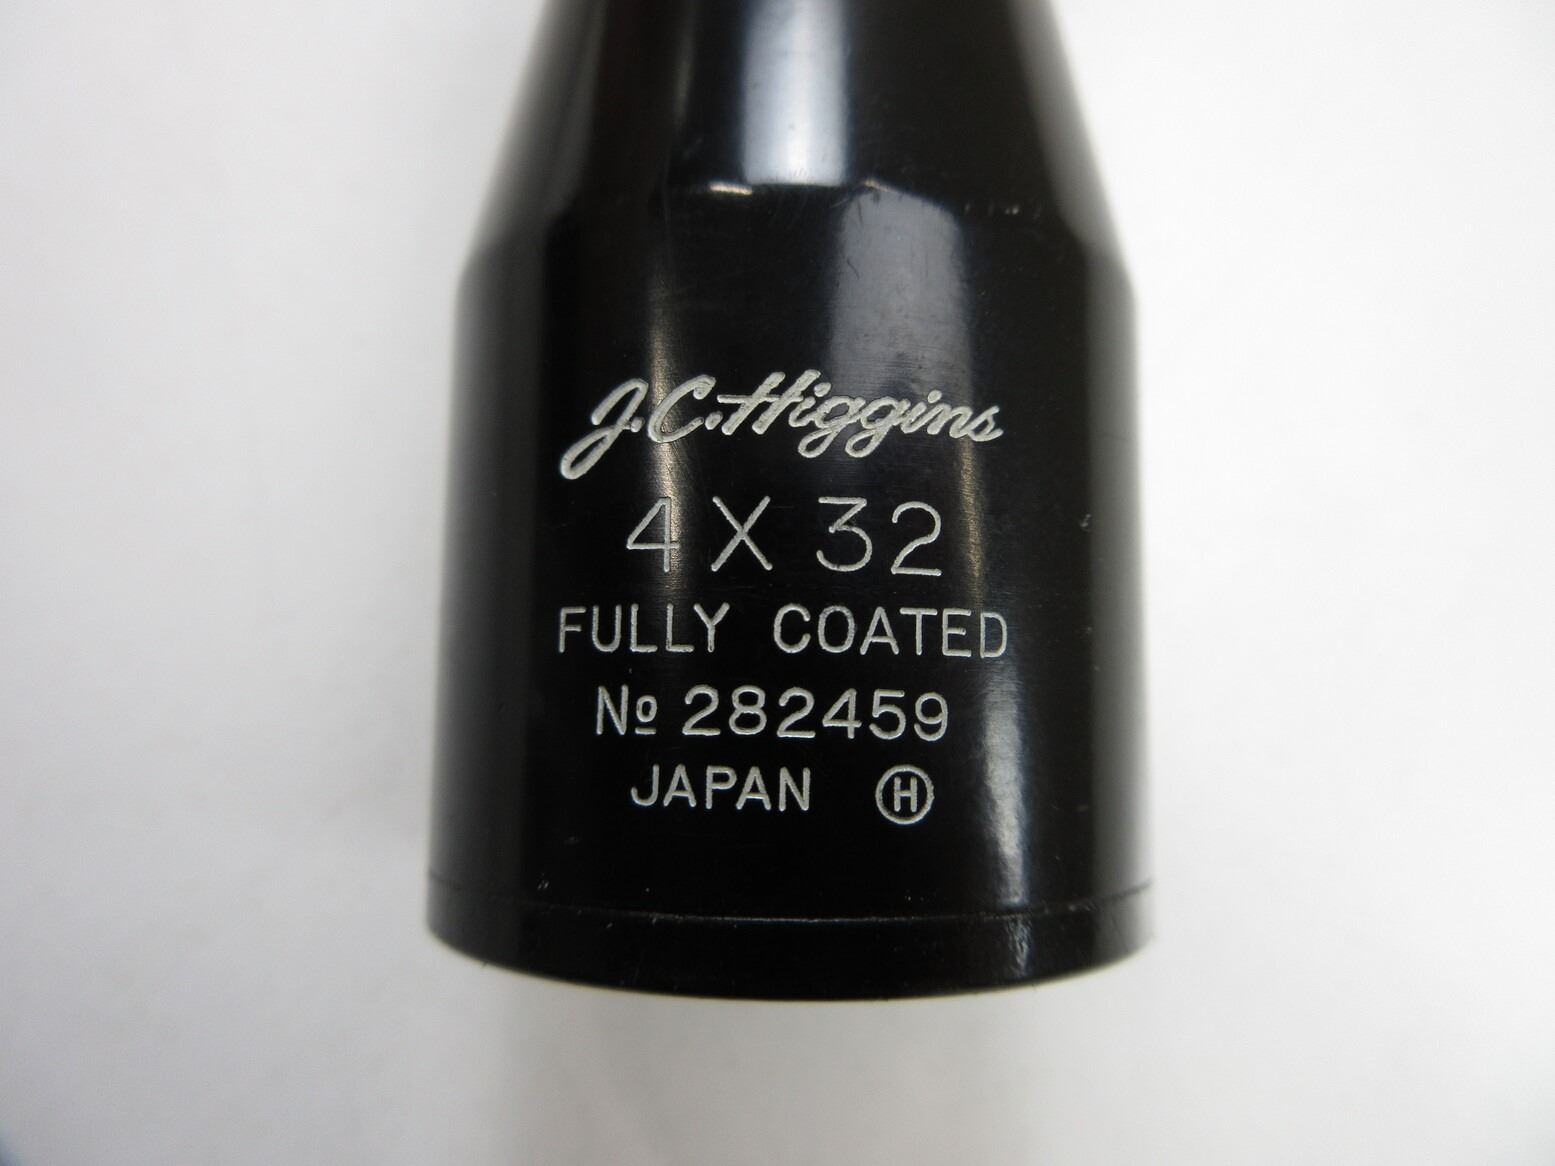 J.C.Higgins
4 X 32
FULLY COATED
№ 282459
JAPAN Ⓗ